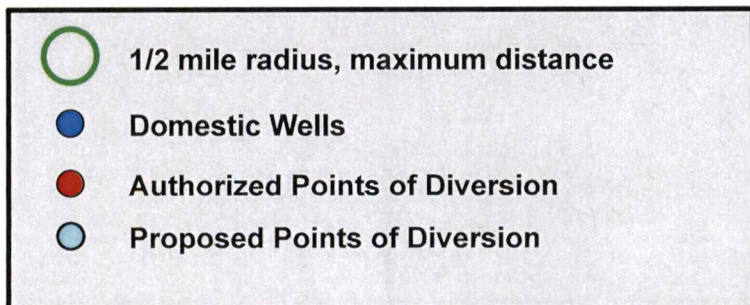 1/2 mile radius, maximum distance
Domestic Wells
Authorized Points of Diversion
Proposed Points of Diversion